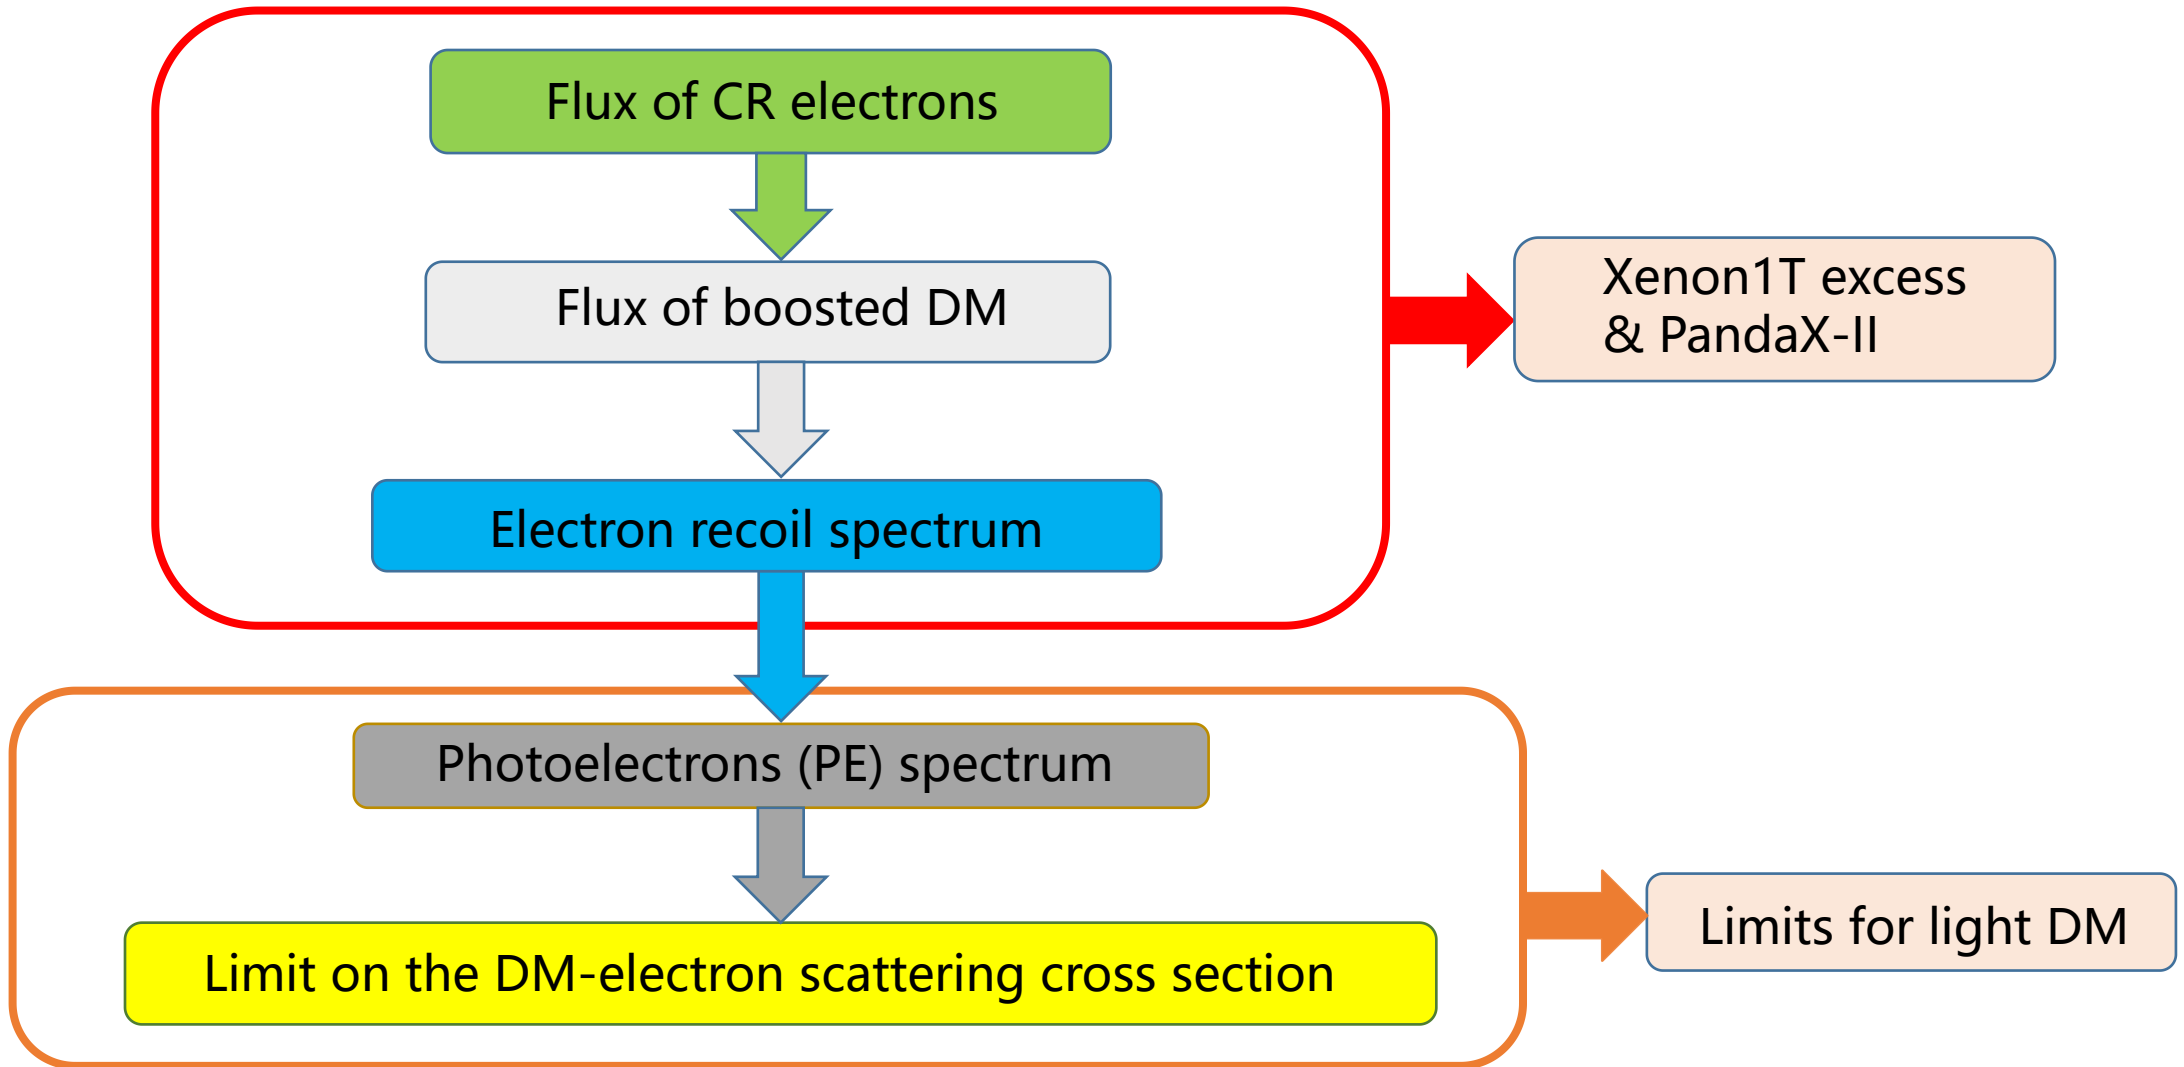 Flux of CR electrons
Flux of boosted DM
Electron recoil spectrum
Xenon1T excess
& PandaX-II
Photoelectrons (PE) spectrum
Limit on the DM-electron scattering cross section
Limits for light DM